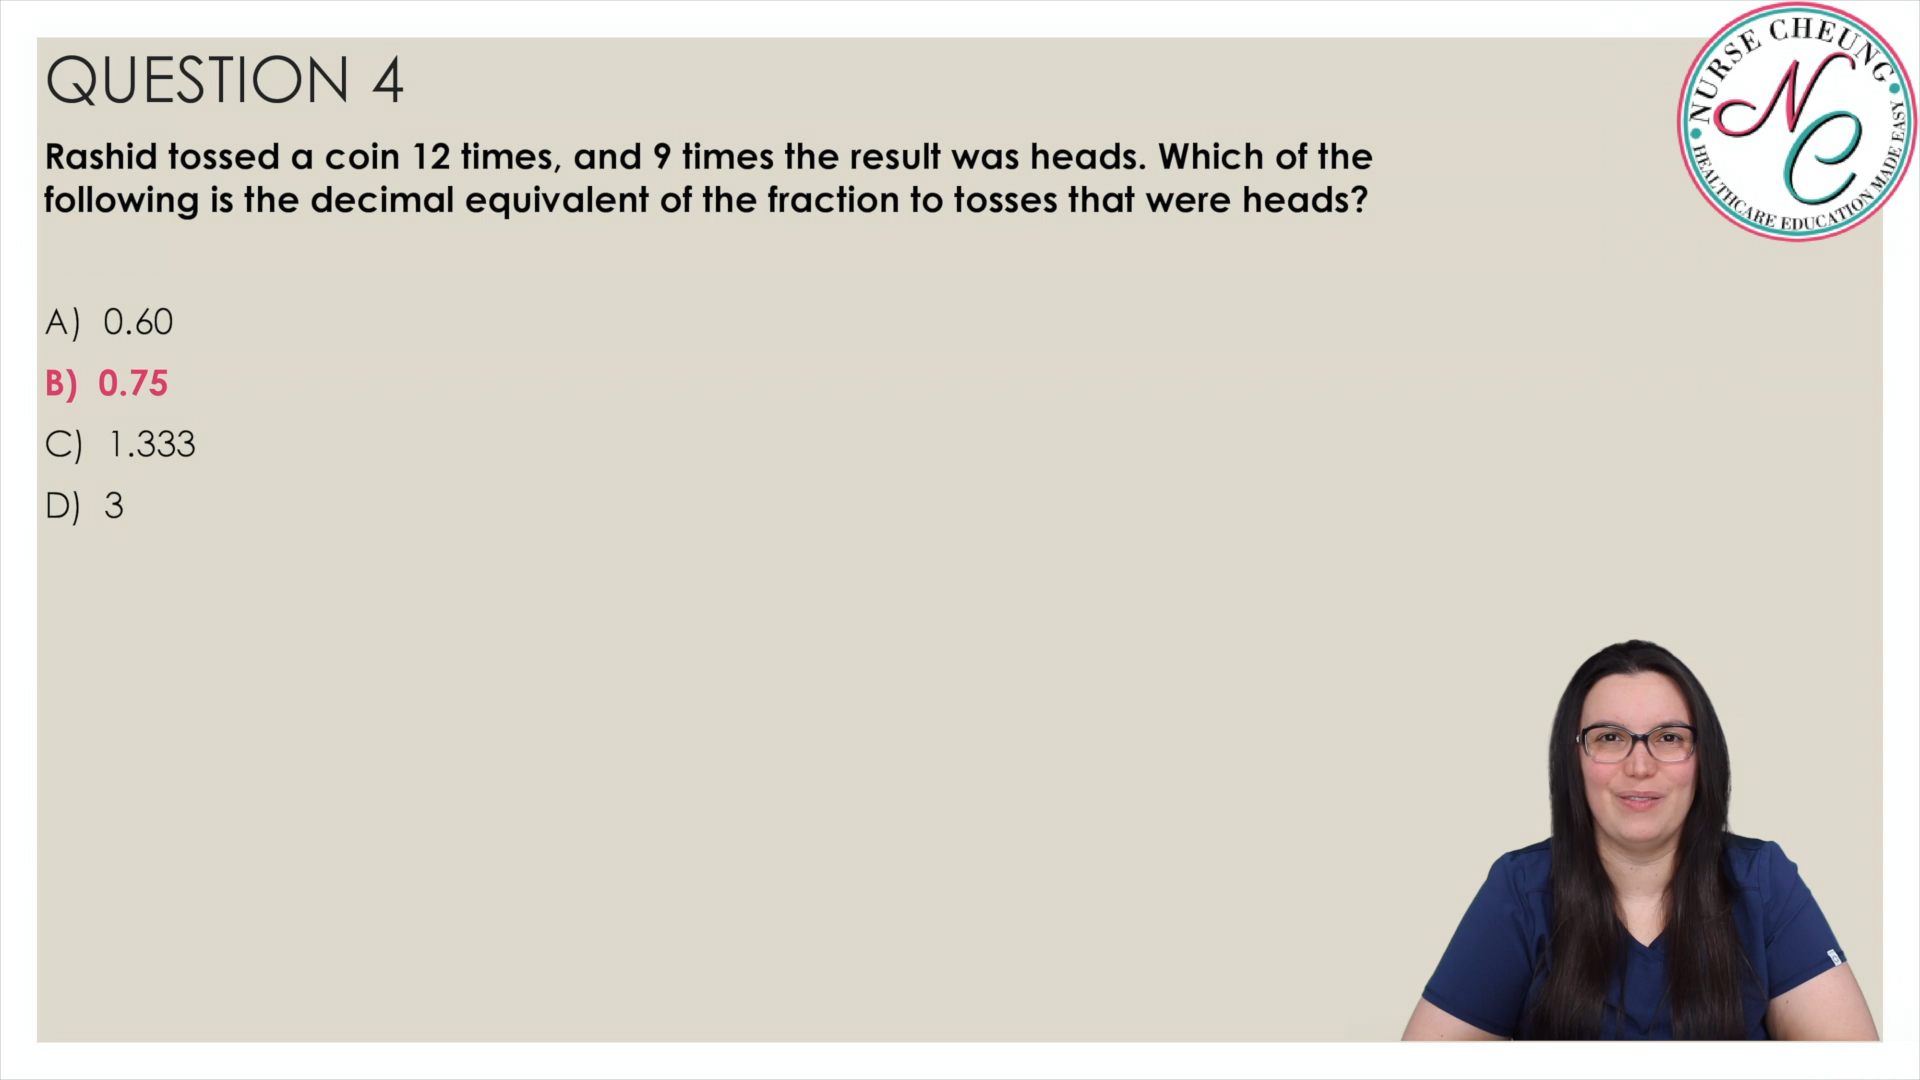 QUESTION 4
Rashid tossed a coin 12 times, and 9 times the result was heads. Which of the
following is the decimal equivalent of the fraction to tosses that were heads?
A) 0.60
B) 0.75
C) 1.333
D) 3
NURSE CHEUNG
NC
HEALTHCARE EDUCATION MADE EASY